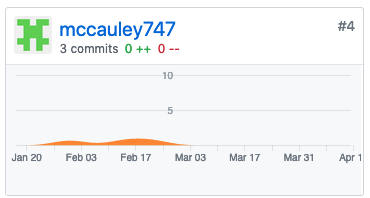 mccauley747
#4
3 commits 0 ++ 0 --
10
5
Jan 20 Feb 03 Feb 17 Mar 03 Mar 17 Mar 31 Apr 1